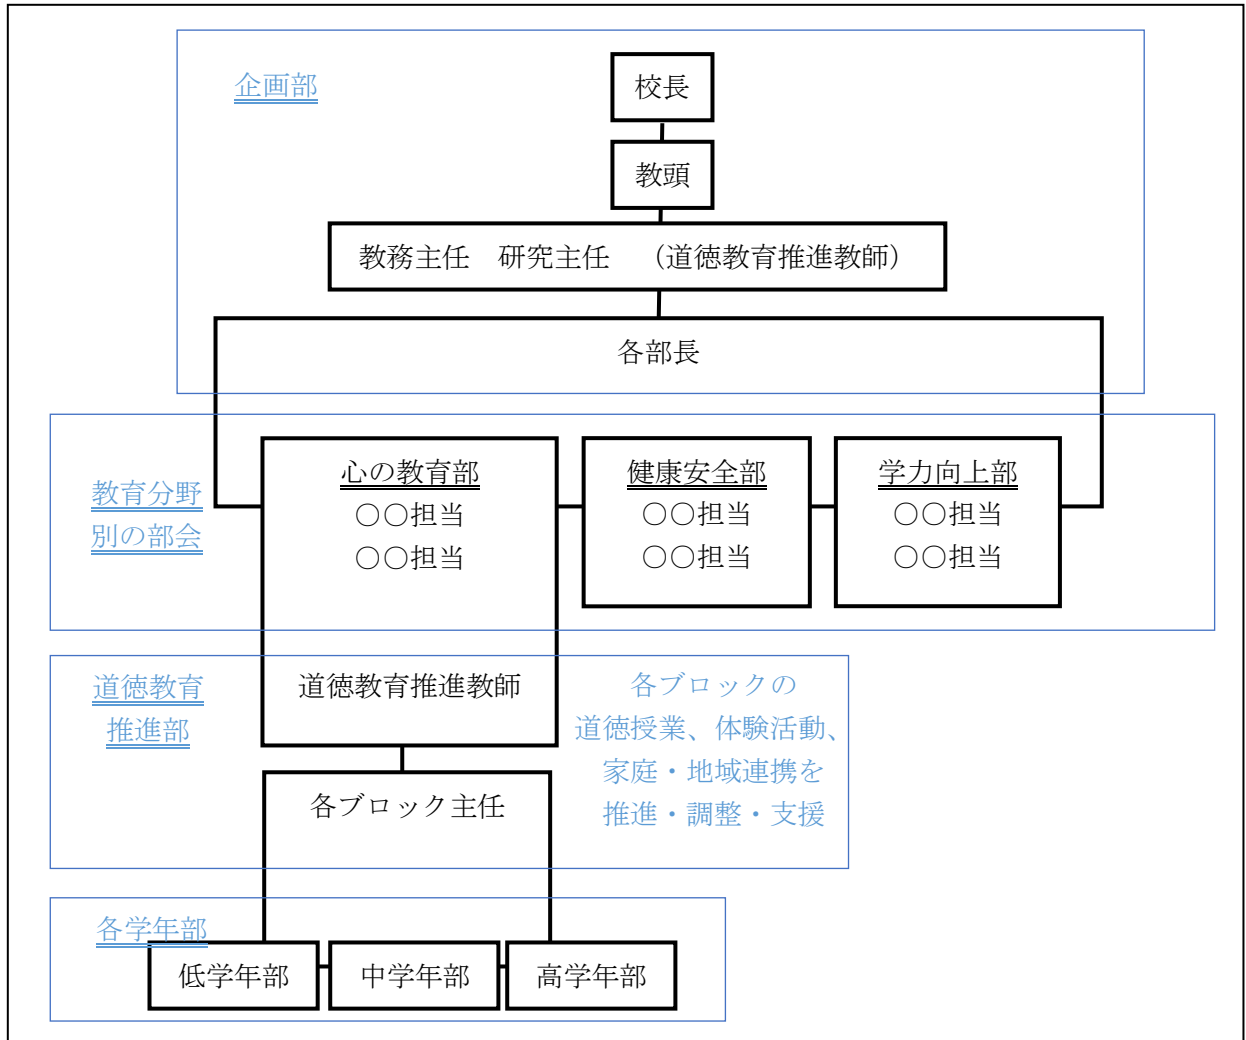 企画部
校長
教頭
教務主任　研究主任　（道徳教育推進教師）
各部長
教育分野
別の部会
心の教育部
○○担当
○○担当
健康安全部
○○担当
○○担当
学力向上部
○○担当
○○担当
道徳教育
推進部
道徳教育推進教師
各ブロック主任
各ブロックの
道徳授業、体験活動、
家庭・地域連携を
推進・調整・支援
各学年部
低学年部
中学年部
高学年部